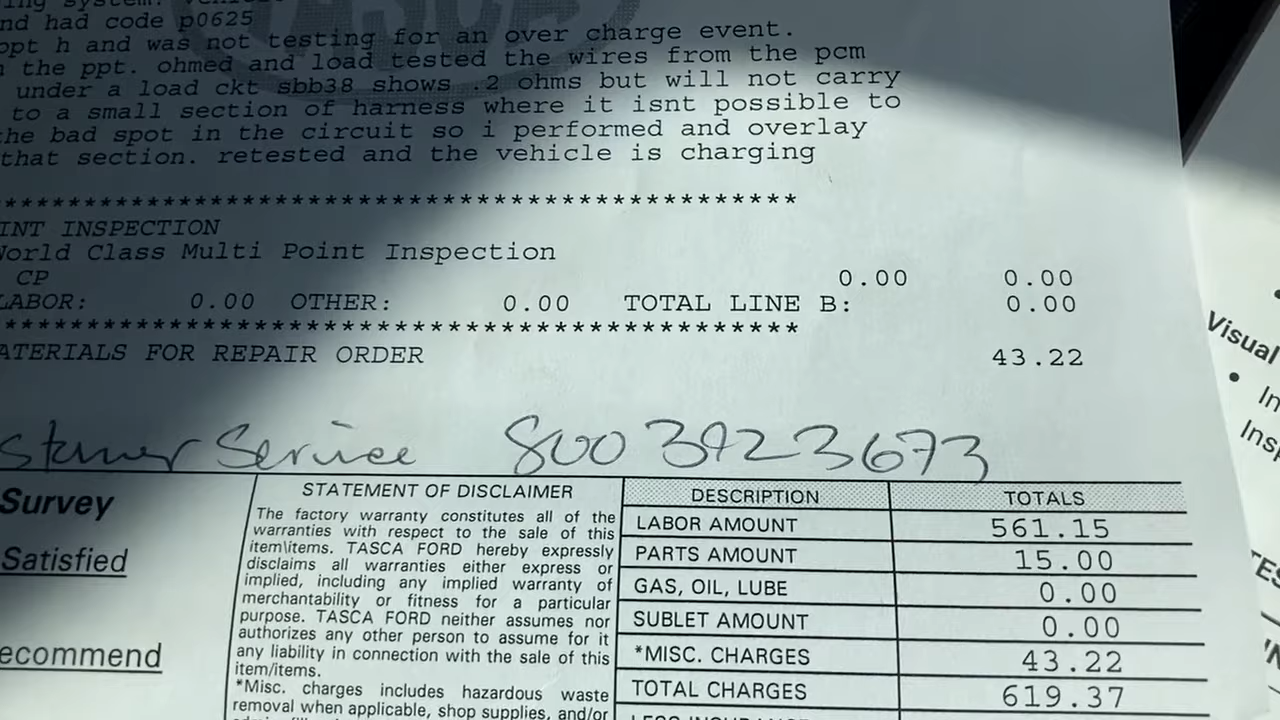 nd had code p0625
ppt h and was not testing for an over charge event.
the ppt. ohmed and load tested the wires from the pcm
under a load ckt sbb38 shows .2 ohms but will not carry
to a small section of harness where it isnt possible to
the bad spot in the circuit so i performed and overlay
that section. retested and the vehicle is charging
************************************************
INT INSPECTION
World Class Multi Point Inspection
CP 0.00 0.00
LABOR: 0.00 OTHER: 0.00 TOTAL LINE B: 0.00
************************************************
ATERIALS FOR REPAIR ORDER 43.22
stomer Service 800 392 3673
Survey
Satisfied
ecommend
STATEMENT OF DISCLAIMER
The factory warranty constitutes all of the
warranties with respect to the sale of this
item\items. TASCA FORD hereby expressly
disclaims all warranties either express or
implied, including any implied warranty of
merchantability or fitness for a particular
purpose. TASCA FORD neither assumes nor
authorizes any other person to assume for it
any liability in connection with the sale of this
item/items.
*Misc. charges includes hazardous waste
removal when applicable, shop supplies, and/or
DESCRIPTION TOTALS
LABOR AMOUNT 561.15
PARTS AMOUNT 15.00
GAS, OIL, LUBE 0.00
SUBLET AMOUNT 0.00
*MISC. CHARGES 43.22
TOTAL CHARGES 619.37
Visual
• In
Insp